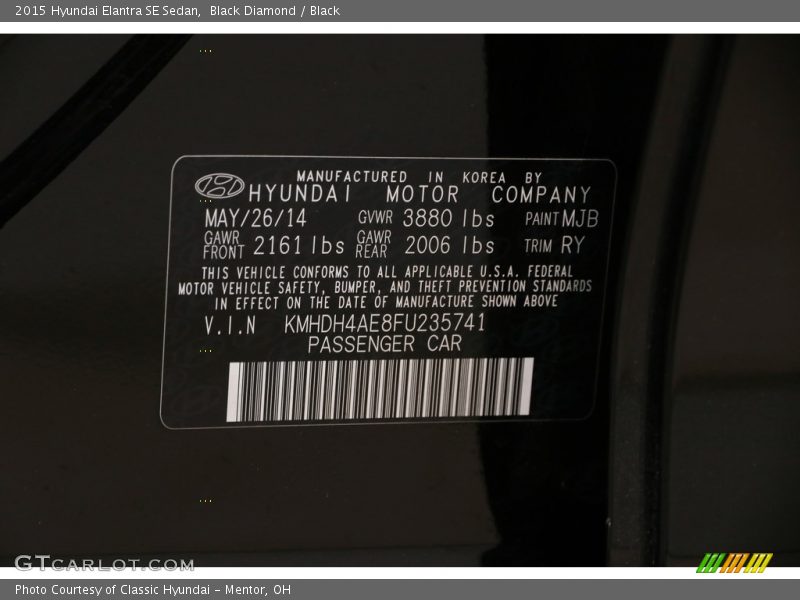 2015 Hyundai Elantra SE Sedan,  Black Diamond / Black
MANUFACTURED IN KOREA BY
HYUNDAI MOTOR COMPANY
MAY/26/14 GVWR 3880 lbs PAINT MJB
GAWR FRONT 2161 lbs GAWR REAR 2006 lbs TRIM RY
THIS VEHICLE CONFORMS TO ALL APPLICABLE U.S.A. FEDERAL
MOTOR VEHICLE SAFETY, BUMPER, AND THEFT PREVENTION STANDARDS
IN EFFECT ON THE DATE OF MANUFACTURE SHOWN ABOVE
V.I.N KMHDH4AE8FU235741
PASSENGER CAR
GTcarlot.com
Photo Courtesy of Classic Hyundai - Mentor, OH